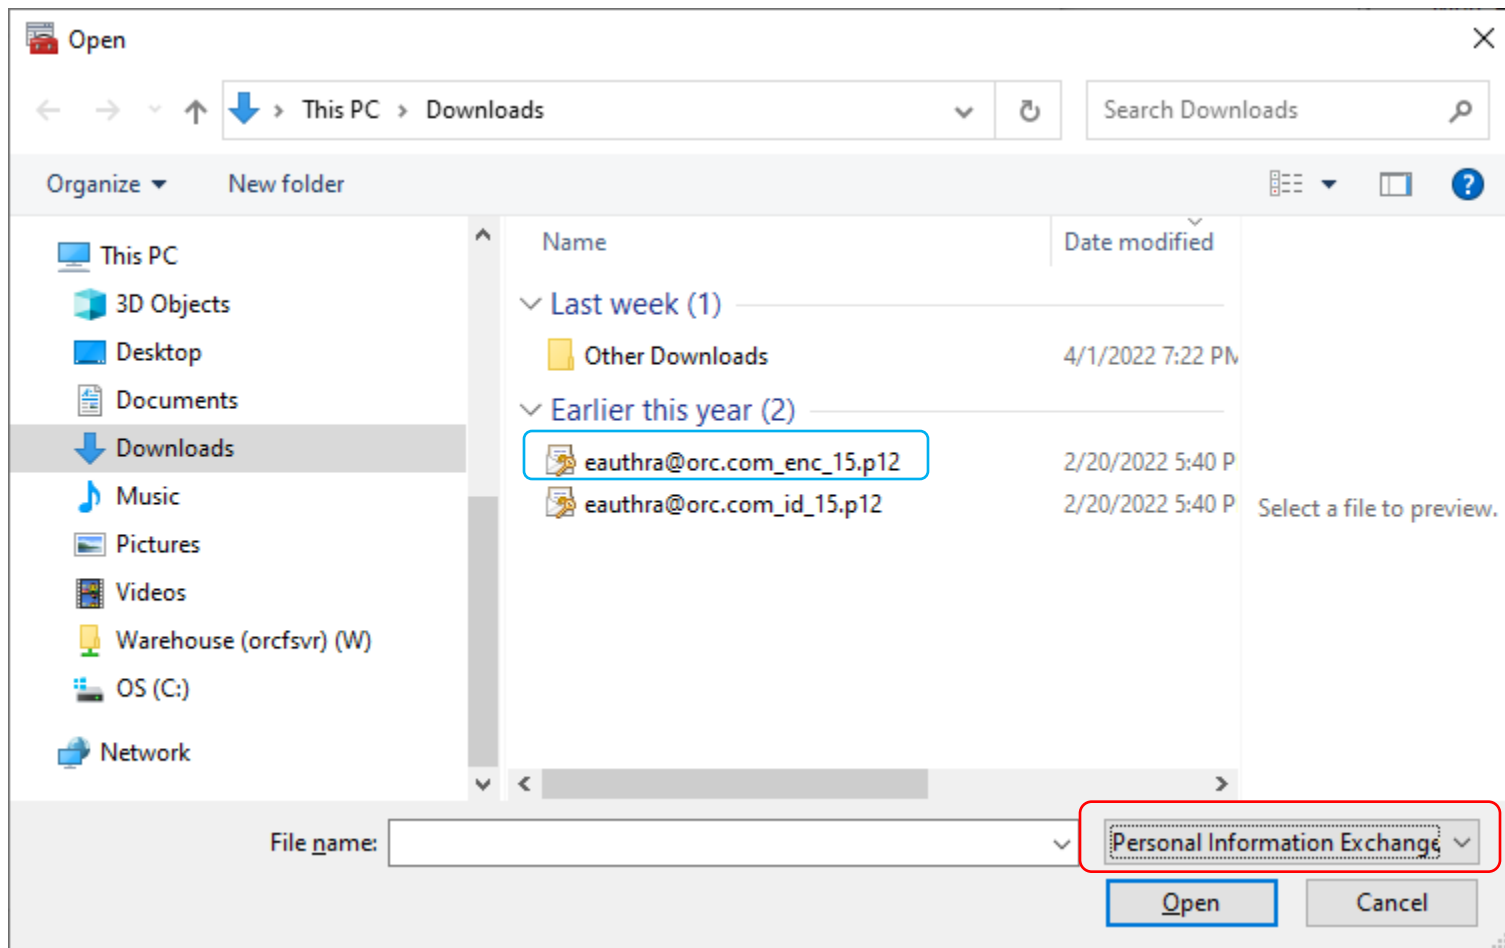 Open
This PC > Downloads
Search Downloads
Organize
New folder
?
This PC
3D Objects
Desktop
Documents
Downloads
Music
Pictures
Videos
Warehouse (orcfsvr) (W)
OS (C:)
Network
Name
Date modified
Last week (1)
Other Downloads
4/1/2022 7:22 PM
Earlier this year (2)
eauthra@orc.com_enc_15.p12
2/20/2022 5:40 P
eauthra@orc.com_id_15.p12
2/20/2022 5:40 P
Select a file to preview.
File name:
Personal Information Exchange
Open
Cancel